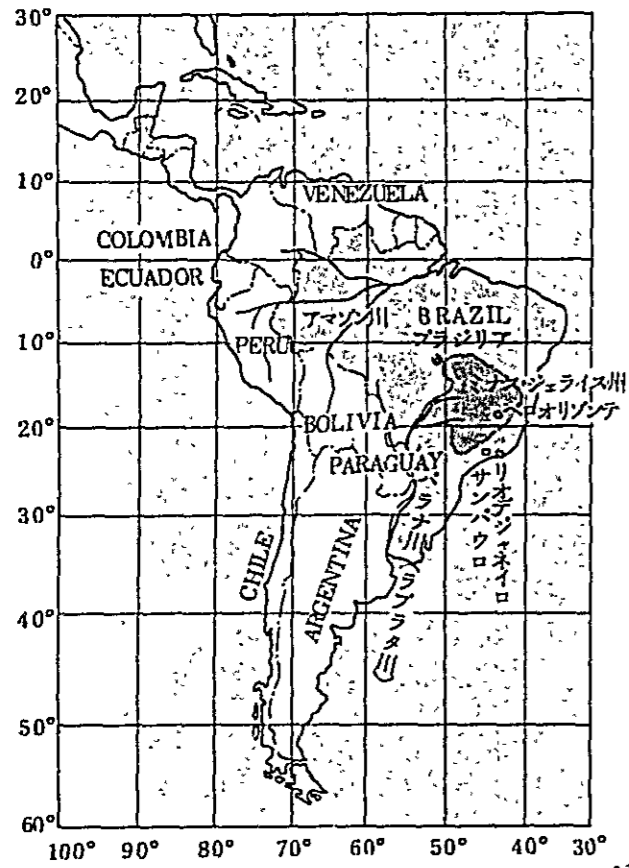 30°
20°
10°
VENEZUELA
COLOMBIA
0°
ECUADOR
アマゾン川
BRAZIL
ブラジリア
10°
PERU
ミナス・ジェライス州
ベロオリゾンテ
BOLIVIA
20°
PARAGUAY
リオデジャネイロ
サンパウロ
パラナ川
30°
CHILE
ARGENTINA
ラプラタ川
40°
50°
60°
100° 90° 80° 70° 60° 50° 40° 30°